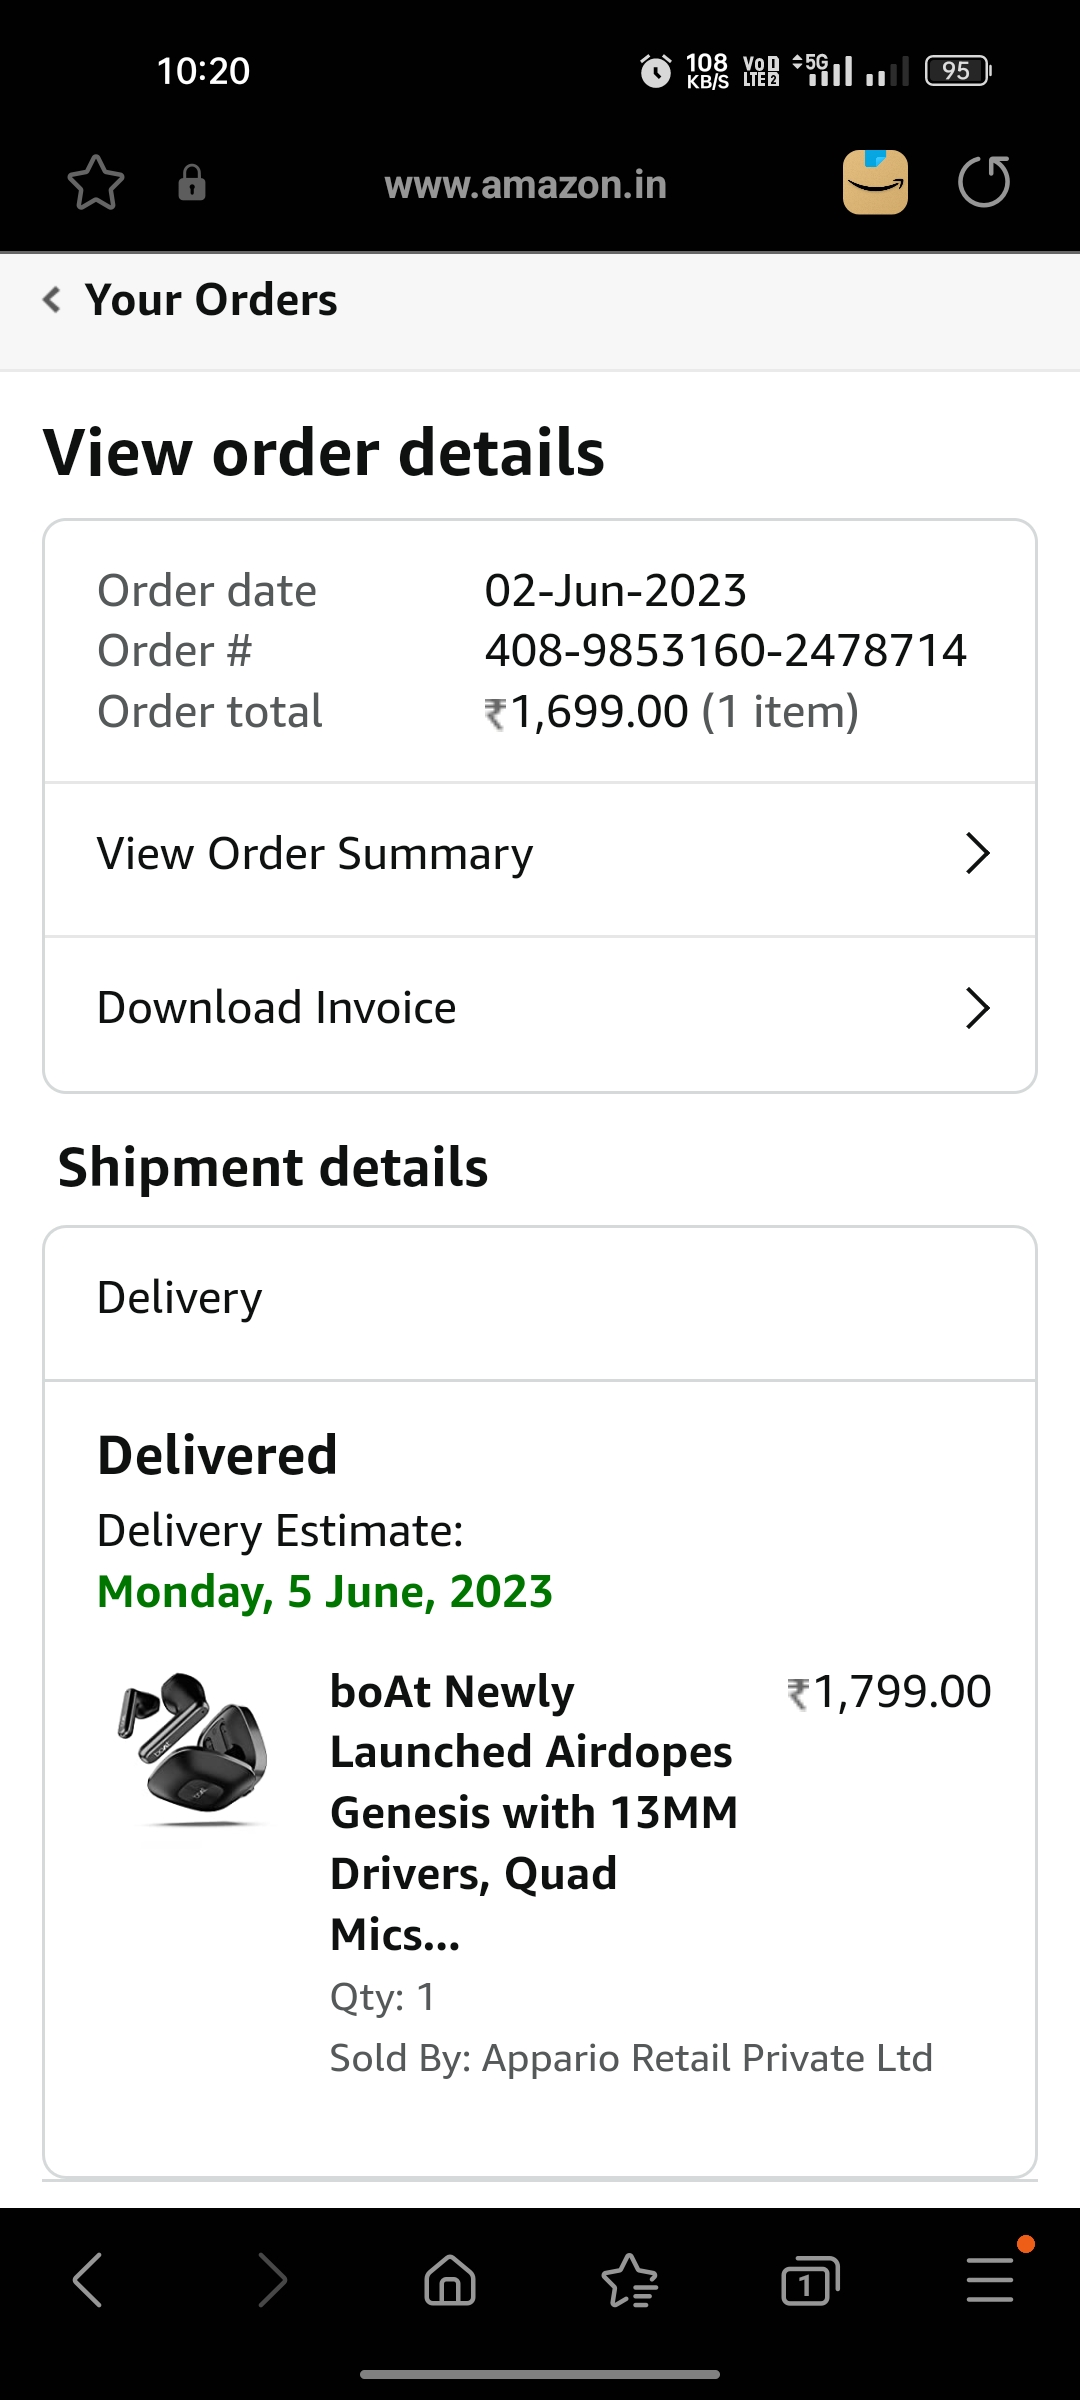 10:20
108
KB/S
Vo 1
LTE 2
5G
95
www.amazon.in
Your Orders
View order details
Order date 02-Jun-2023
Order # 408-9853160-2478714
Order total ₹1,699.00 (1 item)
View Order Summary
Download Invoice
Shipment details
Delivery
Delivered
Delivery Estimate:
Monday, 5 June, 2023
boAt Newly ₹1,799.00
Launched Airdopes
Genesis with 13MM
Drivers, Quad
Mics...
Qty: 1
Sold By: Appario Retail Private Ltd
1